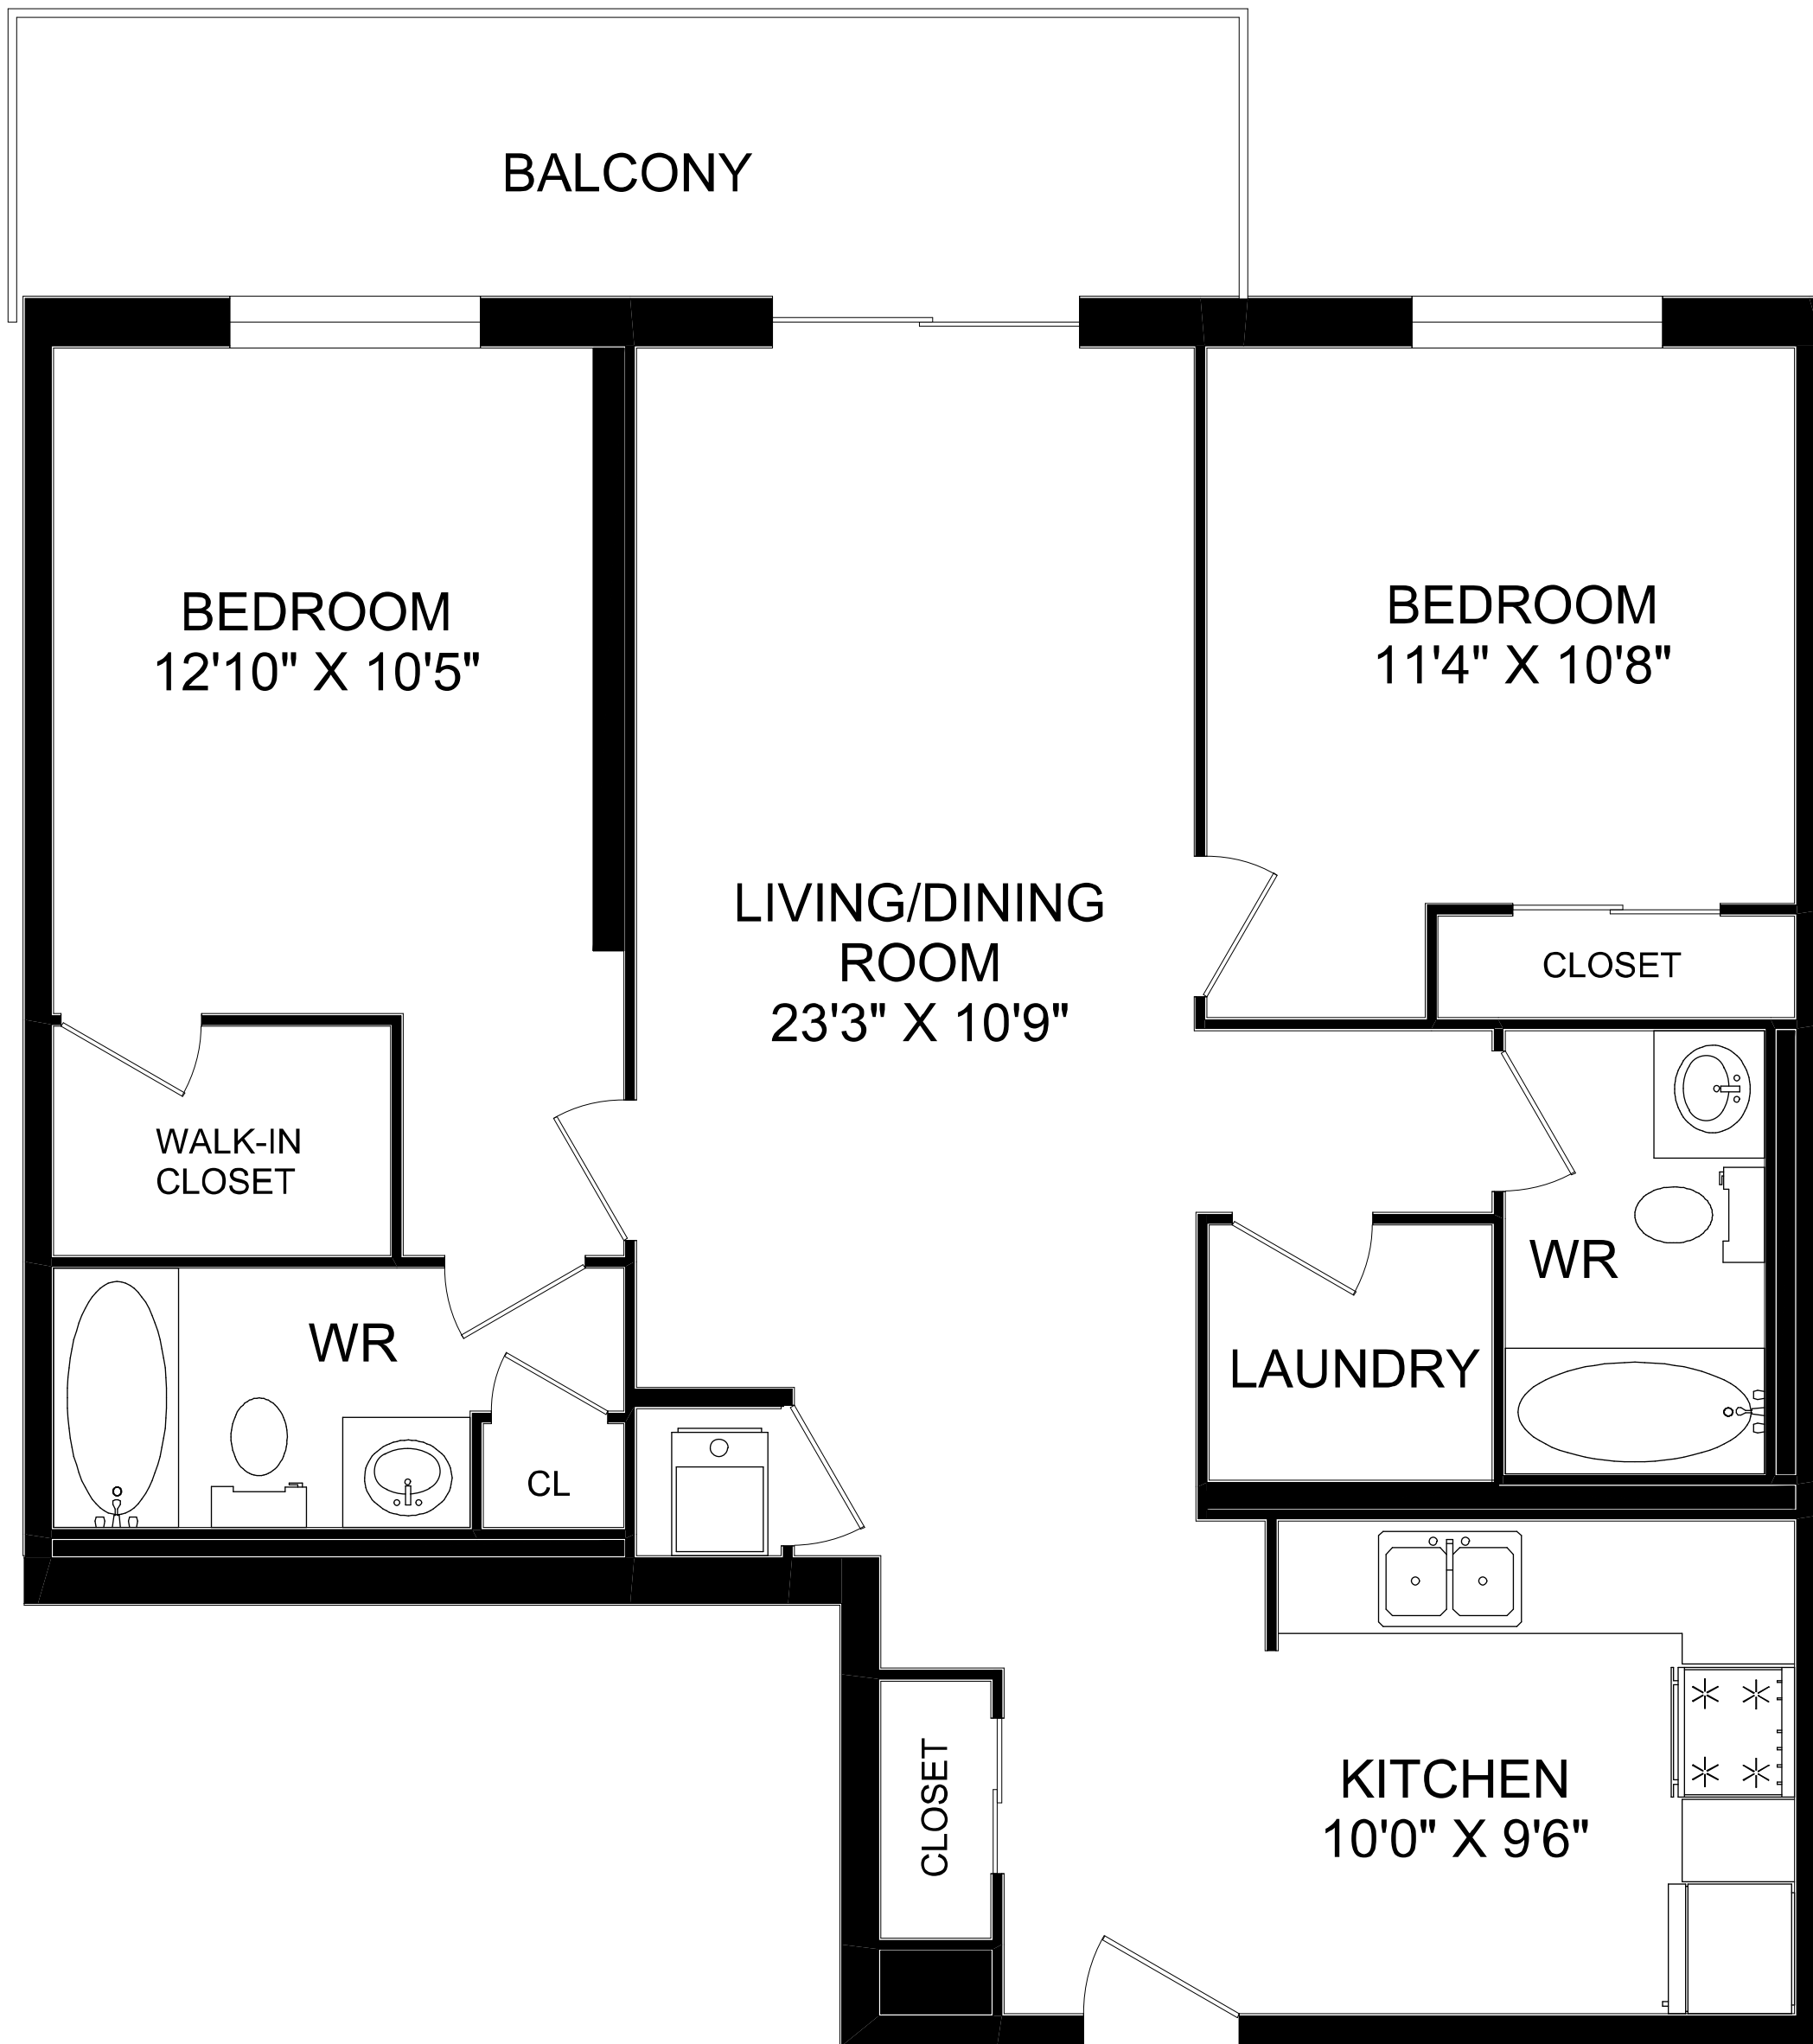 BALCONY
BEDROOM
12'10" X 10'5"
BEDROOM
11'4" X 10'8"
LIVING/DINING
ROOM
23'3" X 10'9"
CLOSET
WALK-IN
CLOSET
WR
WR
LAUNDRY
CL
CLOSET
KITCHEN
10'0" X 9'6"